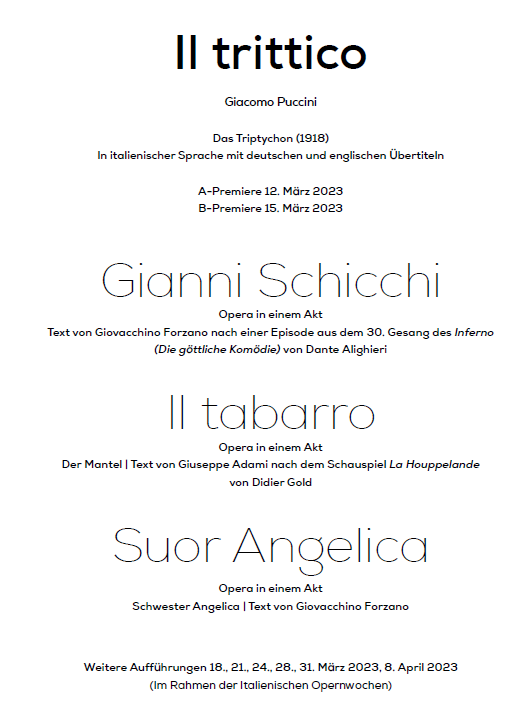 Il trittico
Giacomo Puccini
Das Triptychon (1918)
In italienischer Sprache mit deutschen und englischen Übertiteln
A-Premiere 12. März 2023
B-Premiere 15. März 2023
Gianni Schicchi
Opera in einem Akt
Text von Giovacchino Forzano nach einer Episode aus dem 30. Gesang des Inferno
(Die göttliche Komödie) von Dante Alighieri
Il tabarro
Opera in einem Akt
Der Mantel | Text von Giuseppe Adami nach dem Schauspiel La Houppelande
von Didier Gold
Suor Angelica
Opera in einem Akt
Schwester Angelica | Text von Giovacchino Forzano
Weitere Aufführungen 18., 21., 24., 28., 31. März 2023, 8. April 2023
(Im Rahmen der Italienischen Opernwochen)